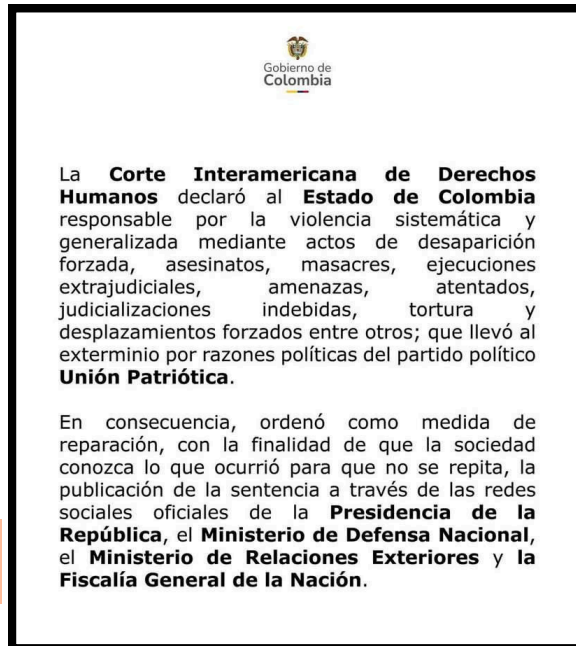 Gobierno de
Colombia
La Corte Interamericana de Derechos
Humanos declaró al Estado de Colombia
responsable por la violencia sistemática y
generalizada mediante actos de desaparición
forzada, asesinatos, masacres, ejecuciones
extrajudiciales, amenazas, atentados,
judicializaciones indebidas, tortura y
desplazamientos forzados entre otros; que llevó al
exterminio por razones políticas del partido político
Unión Patriótica.
En consecuencia, ordenó como medida de
reparación, con la finalidad de que la sociedad
conozca lo que ocurrió para que no se repita, la
publicación de la sentencia a través de las redes
sociales oficiales de la Presidencia de la
República, el Ministerio de Defensa Nacional,
el Ministerio de Relaciones Exteriores y la
Fiscalía General de la Nación.